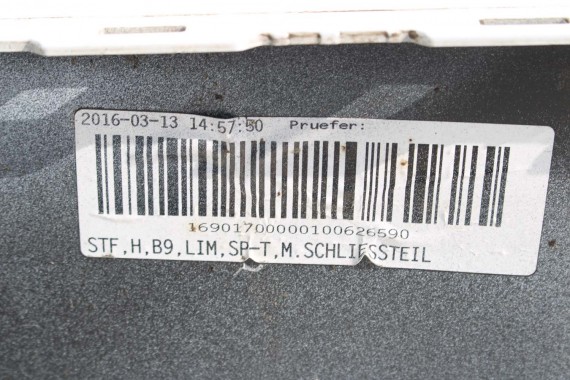 2016-03-13 14:57:50 Pruefer:
16901700000100626590
STF,H,B9,LIM,SP-T,M.SCHLIESSTEIL